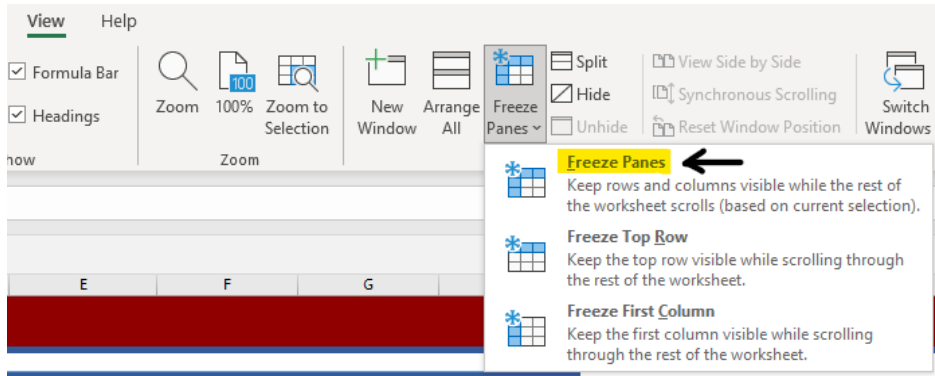 View Help
Formula Bar
Headings
how
Zoom
100%
100
Zoom to
Selection
Zoom
New
Window
Arrange
All
Freeze
Panes
Split
Hide
Unhide
View Side by Side
Synchronous Scrolling
Reset Window Position
Switch
Windows
Freeze Panes
Keep rows and columns visible while the rest of
the worksheet scrolls (based on current selection).
Freeze Top Row
Keep the top row visible while scrolling through
the rest of the worksheet.
Freeze First Column
Keep the first column visible while scrolling
through the rest of the worksheet.
E F G